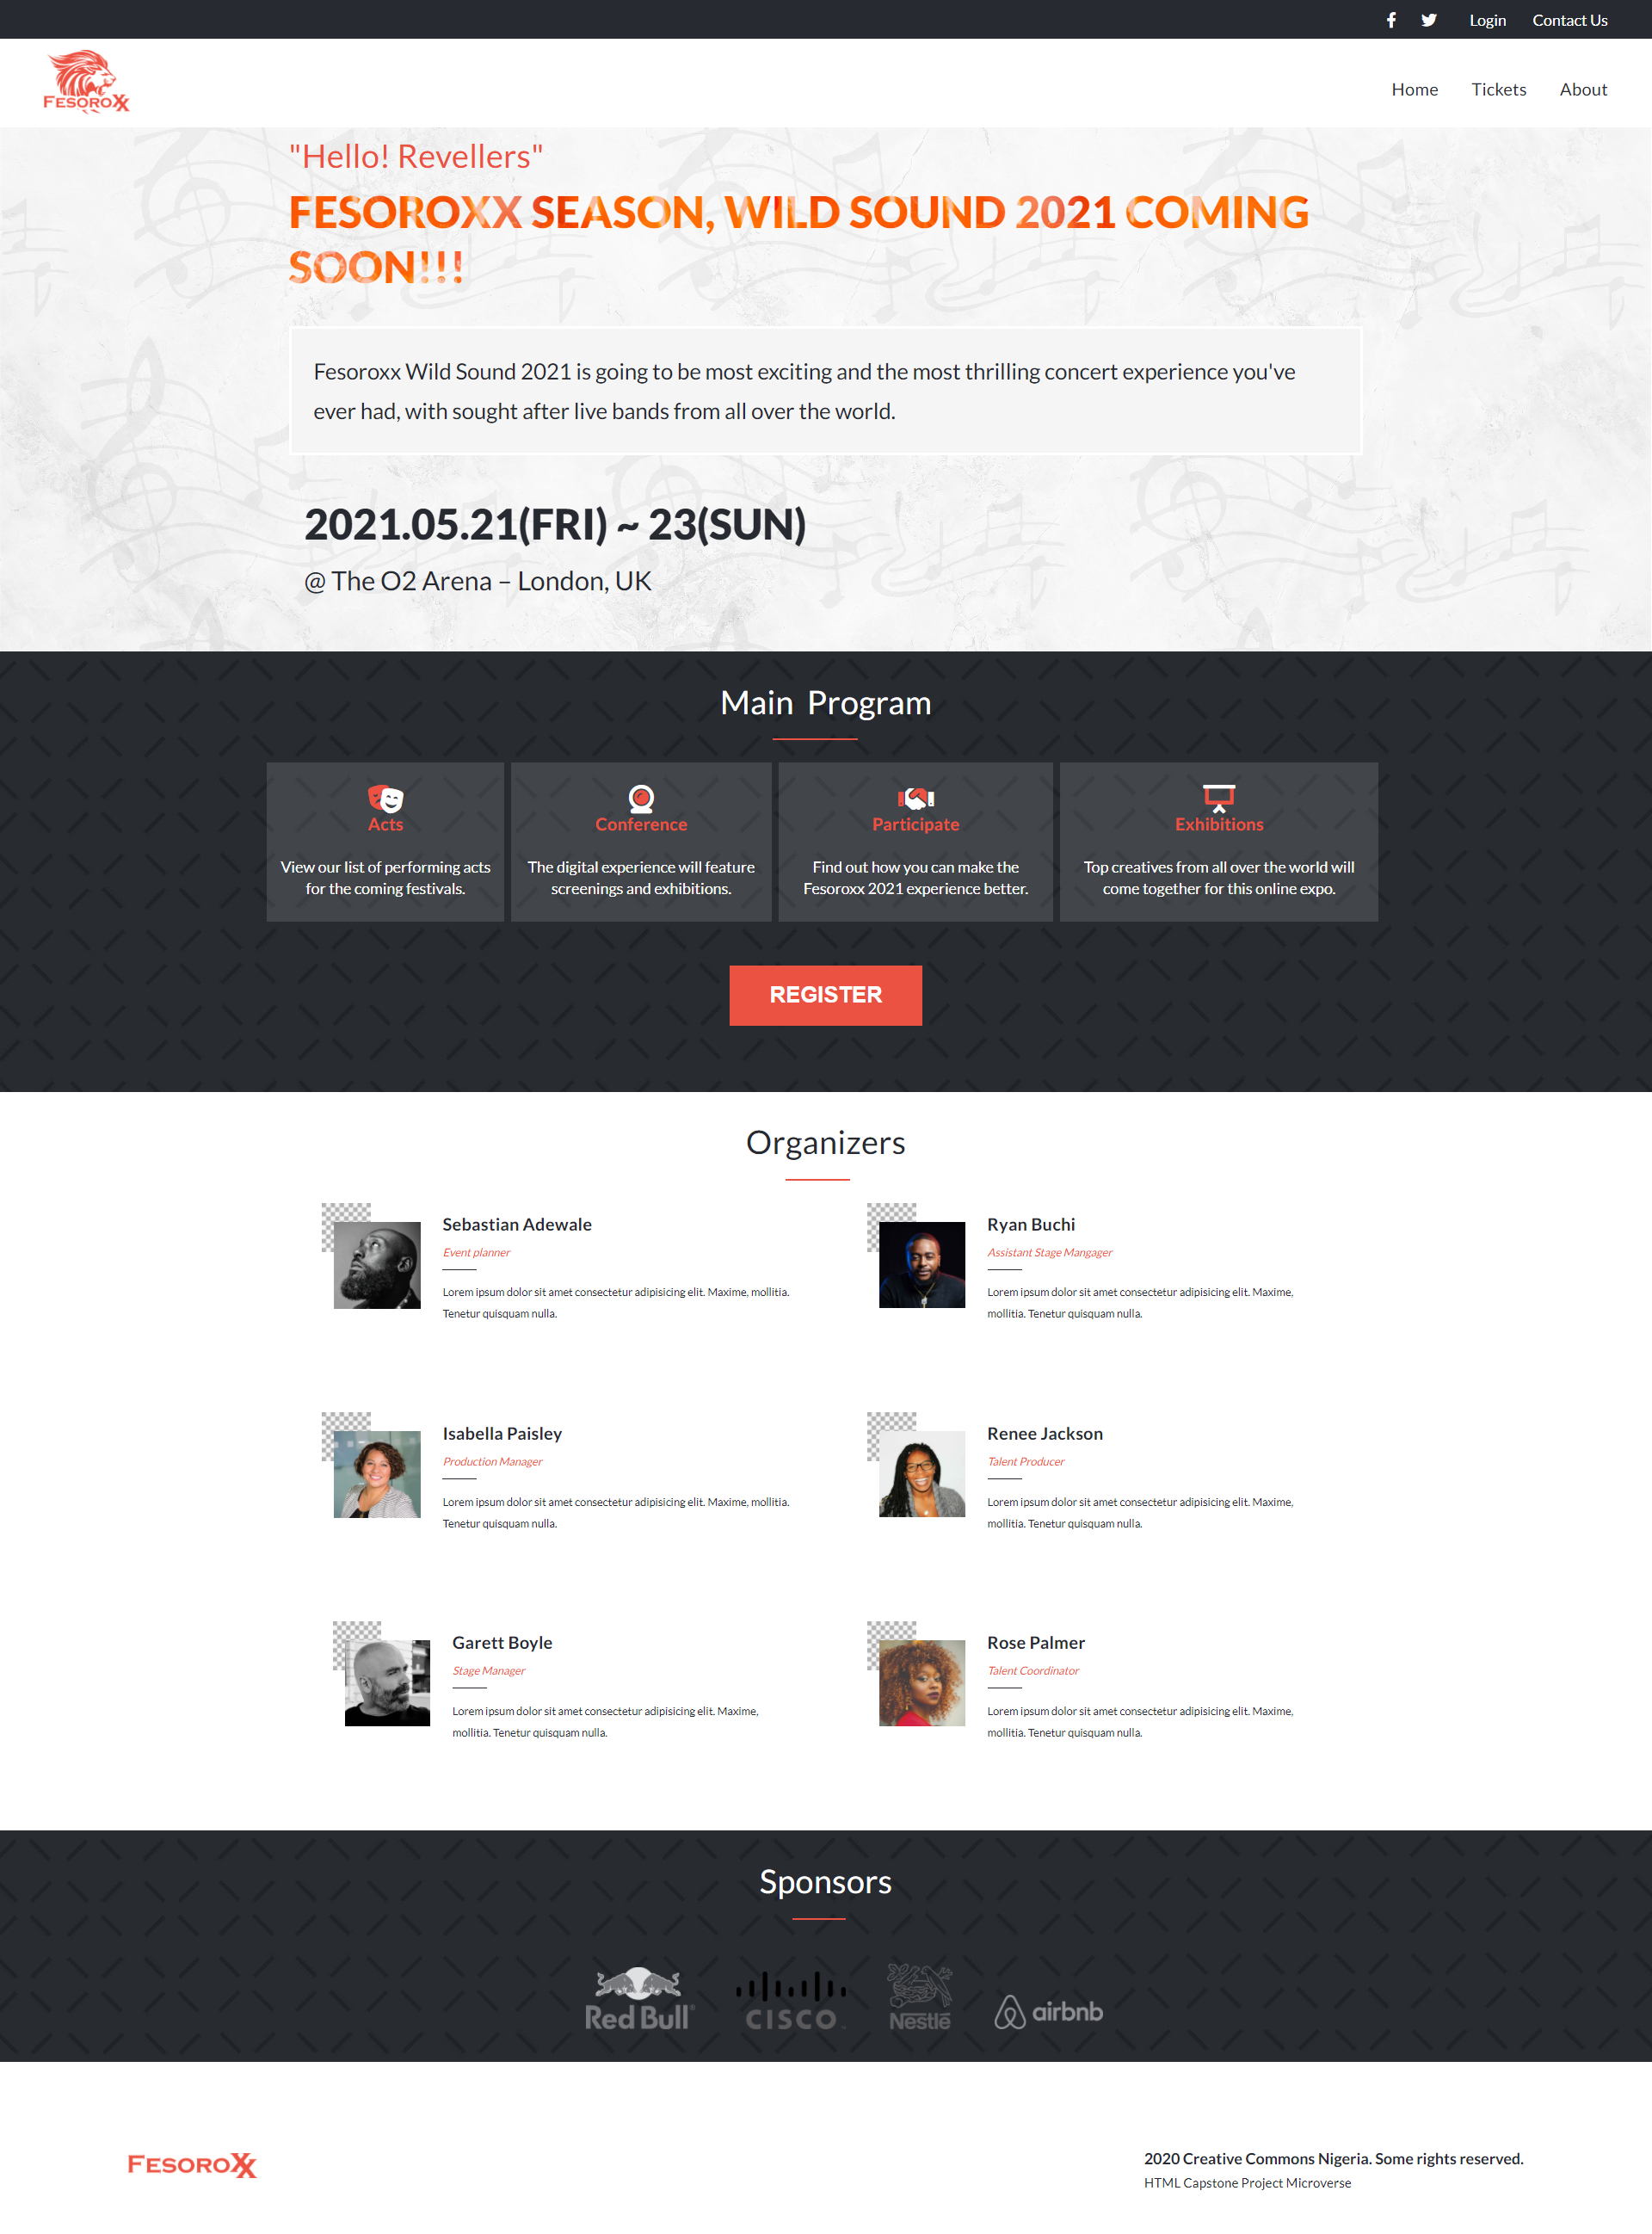 Login Contact Us
FESOROXX
Home Tickets About
"Hello! Revellers"
FESOROXX SEASON, WILD SOUND 2021 COMING
SOON!!!
Fesoroxx Wild Sound 2021 is going to be most exciting and the most thrilling concert experience you've
ever had, with sought after live bands from all over the world.
2021.05.21(FRI) ~ 23(SUN)
@ The O2 Arena – London, UK
Main Program
Acts
View our list of performing acts
for the coming festivals.
Conference
The digital experience will feature
screenings and exhibitions.
Participate
Find out how you can make the
Fesoroxx 2021 experience better.
Exhibitions
Top creatives from all over the world will
come together for this online expo.
REGISTER
Organizers
Sebastian Adewale
Event planner
Lorem ipsum dolor sit amet consectetur adipisicing elit. Maxime, mollitia.
Tenetur quisquam nulla.
Ryan Buchi
Assistant Stage Mangager
Lorem ipsum dolor sit amet consectetur adipisicing elit. Maxime,
mollitia. Tenetur quisquam nulla.
Isabella Paisley
Production Manager
Lorem ipsum dolor sit amet consectetur adipisicing elit. Maxime, mollitia.
Tenetur quisquam nulla.
Renee Jackson
Talent Producer
Lorem ipsum dolor sit amet consectetur adipisicing elit. Maxime,
mollitia. Tenetur quisquam nulla.
Garett Boyle
Stage Manager
Lorem ipsum dolor sit amet consectetur adipisicing elit. Maxime,
mollitia. Tenetur quisquam nulla.
Rose Palmer
Talent Coordinator
Lorem ipsum dolor sit amet consectetur adipisicing elit. Maxime,
mollitia. Tenetur quisquam nulla.
Sponsors
Red Bull
CISCO
Nestlé
airbnb
FESOROXX
2020 Creative Commons Nigeria. Some rights reserved.
HTML Capstone Project Microverse